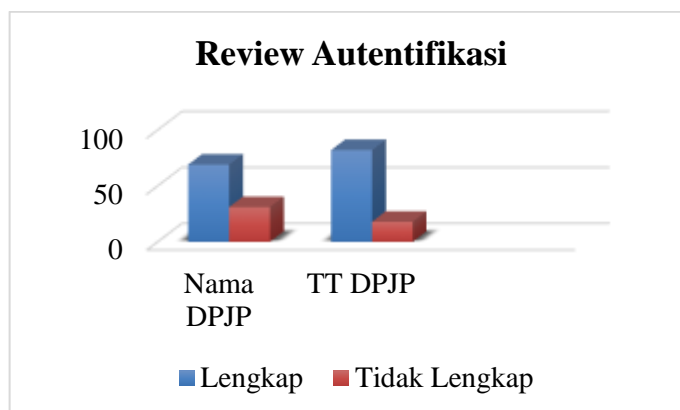 Review Autentifikasi
100
50
0
Nama
DPJP
TT DPJP
Lengkap
Tidak Lengkap